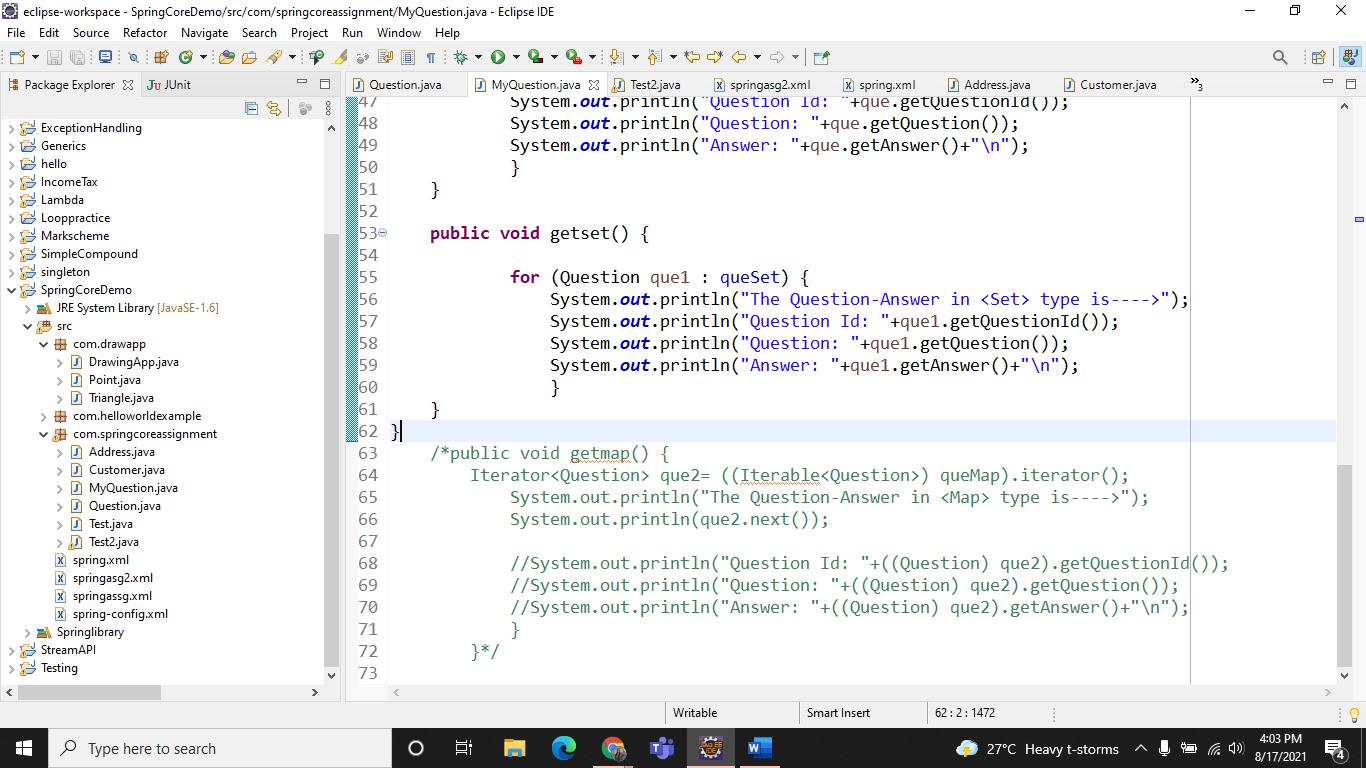 eclipse-workspace - SpringCoreDemo/src/com/springcoreassignment/MyQuestion.java - Eclipse IDE
File Edit Source Refactor Navigate Search Project Run Window Help
Package Explorer JUnit
Question.java MyQuestion.java Test2.java springasg2.xml spring.xml Address.java Customer.java »3
ExceptionHandling
Generics
hello
IncomeTax
Lambda
Looppractice
Markscheme
SimpleCompound
singleton
SpringCoreDemo
JRE System Library [JavaSE-1.6]
src
com.drawapp
DrawingApp.java
Point.java
Triangle.java
com.helloworldexample
com.springcoreassignment
Address.java
Customer.java
MyQuestion.java
Question.java
Test.java
Test2.java
spring.xml
springasg2.xml
springassg.xml
spring-config.xml
Springlibrary
StreamAPI
Testing
47 System.out.println("Question Id: "+que.getQuestionId());
48 System.out.println("Question: "+que.getQuestion());
49 System.out.println("Answer: "+que.getAnswer()+"\n");
50 }
51 }
52
53 public void getset() {
54
55 for (Question que1 : queSet) {
56 System.out.println("The Question-Answer in <Set> type is---->");
57 System.out.println("Question Id: "+que1.getQuestionId());
58 System.out.println("Question: "+que1.getQuestion());
59 System.out.println("Answer: "+que1.getAnswer()+"\n");
60 }
61 }
62 }
63 /*public void getmap() {
64 Iterator<Question> que2= ((Iterable<Question>) queMap).iterator();
65 System.out.println("The Question-Answer in <Map> type is---->");
66 System.out.println(que2.next());
67
68 //System.out.println("Question Id: "+((Question) que2).getQuestionId());
69 //System.out.println("Question: "+((Question) que2).getQuestion());
70 //System.out.println("Answer: "+((Question) que2).getAnswer()+"\n");
71 }
72 }*/
73
Writable Smart Insert 62 : 2 : 1472
Type here to search
27°C Heavy t-storms
4:03 PM
8/17/2021
4